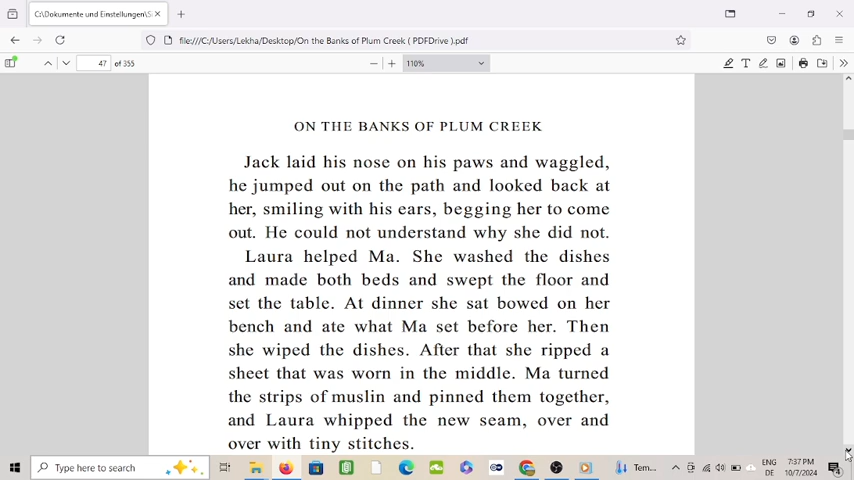 C:\Dokumente und Einstellungen\S
file:///C:/Users/Lekha/Desktop/On the Banks of Plum Creek ( PDFDrive ).pdf
47 of 355
110%
ON THE BANKS OF PLUM CREEK
Jack laid his nose on his paws and waggled,
he jumped out on the path and looked back at
her, smiling with his ears, begging her to come
out. He could not understand why she did not.
Laura helped Ma. She washed the dishes
and made both beds and swept the floor and
set the table. At dinner she sat bowed on her
bench and ate what Ma set before her. Then
she wiped the dishes. After that she ripped a
sheet that was worn in the middle. Ma turned
the strips of muslin and pinned them together,
and Laura whipped the new seam, over and
over with tiny stitches.
Type here to search
Tem...
ENG
DE
7:37 PM
10/7/2024
4